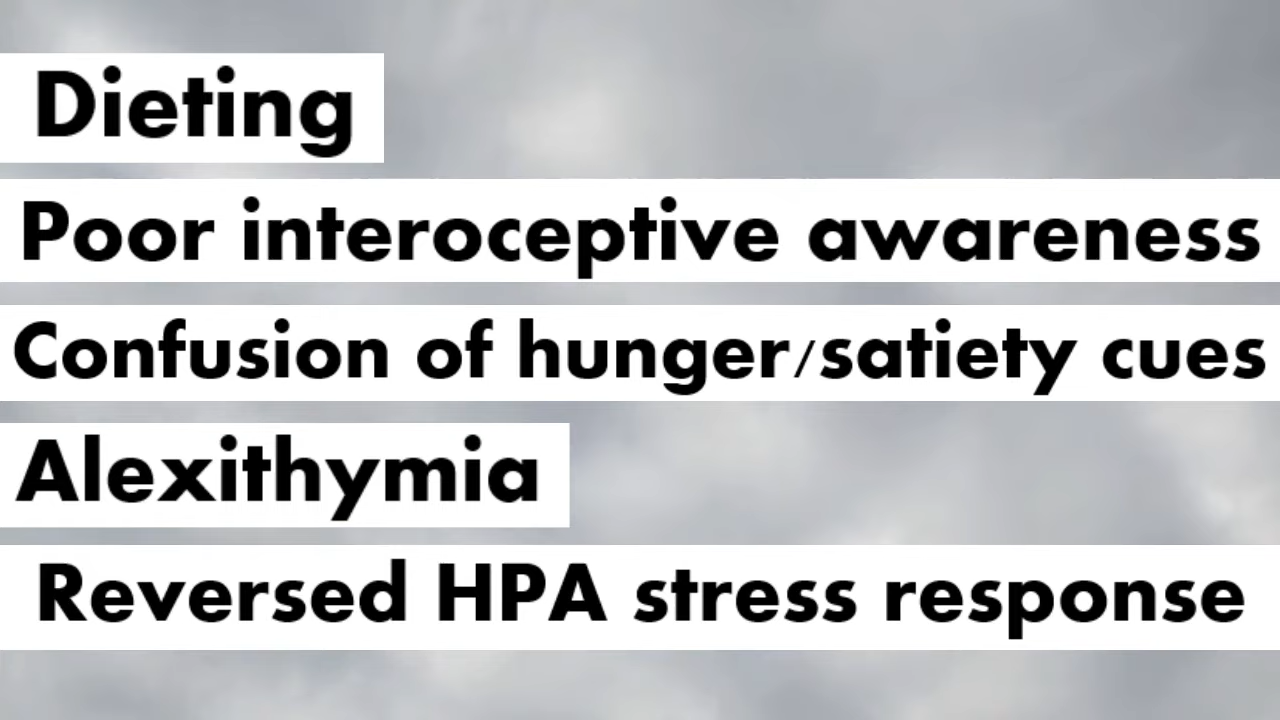 Dieting
Poor interoceptive awareness
Confusion of hunger/satiety cues
Alexithymia
Reversed HPA stress response